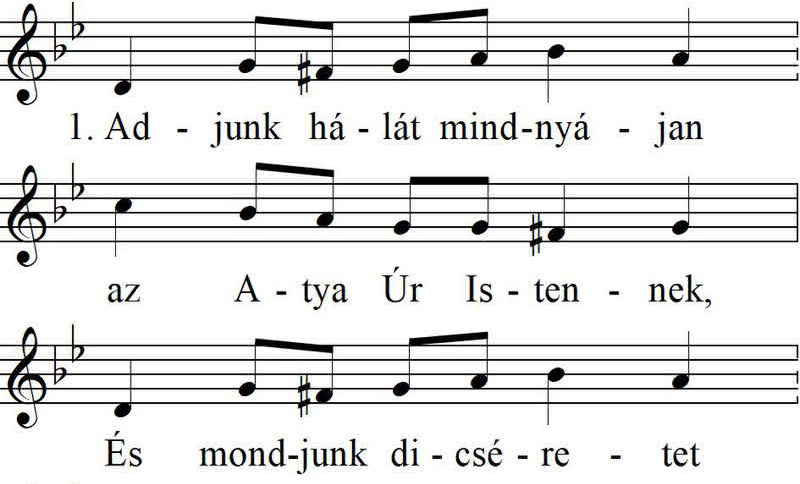 1. Ad - junk há - lát mind-nyá - jan
az A - tya Úr Is - ten - nek,
És mond-junk di - csé - re - tet